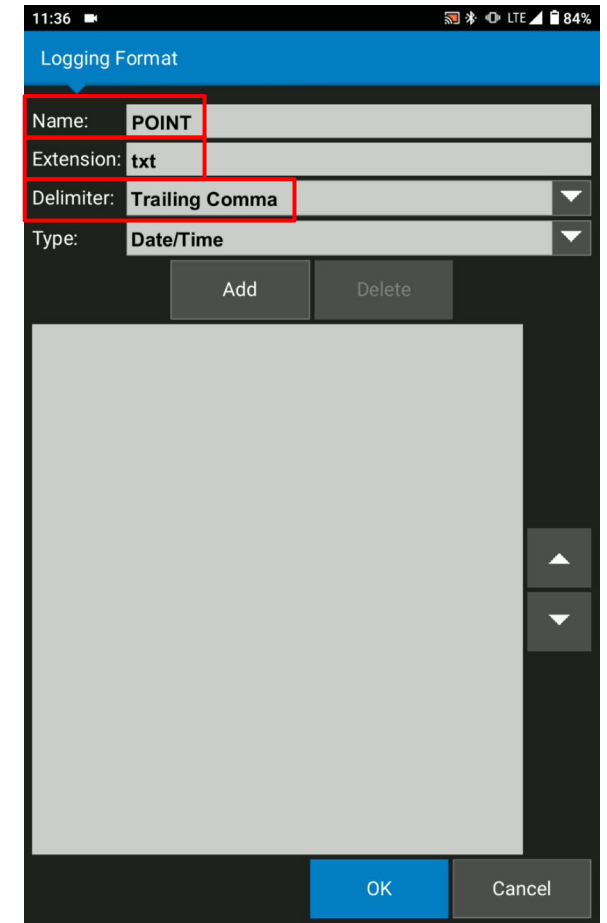 11:36 LTE 84%
Logging Format
Name: POINT
Extension: txt
Delimiter: Trailing Comma
Type: Date/Time
Add Delete
OK Cancel